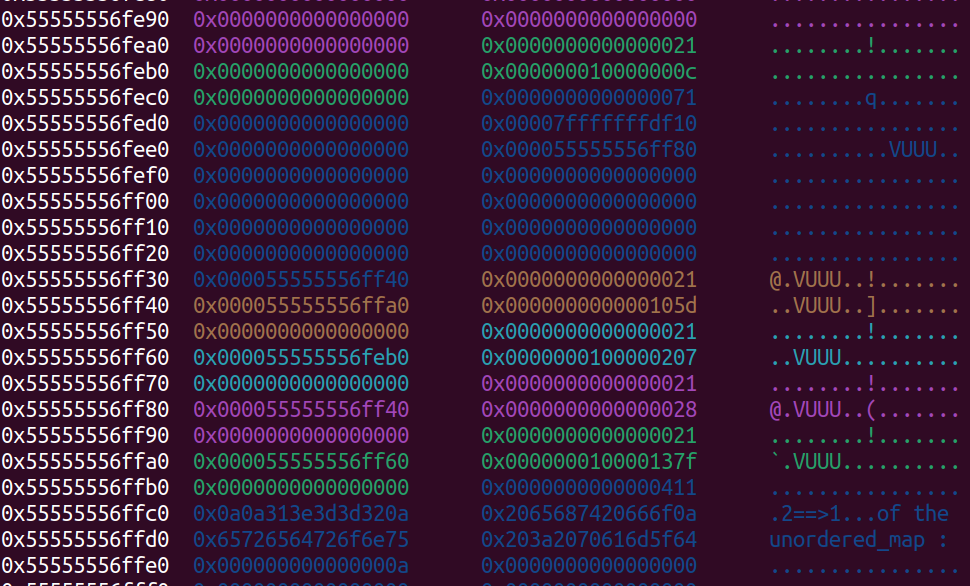 0x55555556fe90 0x0000000000000000 0x0000000000000000 ................
0x55555556fea0 0x0000000000000000 0x0000000000000021 ........!.......
0x55555556feb0 0x0000000000000000 0x000000010000000c ................
0x55555556fec0 0x0000000000000000 0x0000000000000071 ........q.......
0x55555556fed0 0x0000000000000000 0x00007fffffffdf10 ................
0x55555556fee0 0x0000000000000000 0x000055555556ff80 ..........VUUU..
0x55555556fef0 0x0000000000000000 0x0000000000000000 ................
0x55555556ff00 0x0000000000000000 0x0000000000000000 ................
0x55555556ff10 0x0000000000000000 0x0000000000000000 ................
0x55555556ff20 0x0000000000000000 0x0000000000000000 ................
0x55555556ff30 0x000055555556ff40 0x0000000000000021 @.VUUU..!.......
0x55555556ff40 0x000055555556ffa0 0x000000000000105d ..VUUU..].......
0x55555556ff50 0x0000000000000000 0x0000000000000021 ........!.......
0x55555556ff60 0x000055555556feb0 0x0000000100000207 ..VUUU..........
0x55555556ff70 0x0000000000000000 0x0000000000000021 ........!.......
0x55555556ff80 0x000055555556ff40 0x0000000000000028 @.VUUU..(.......
0x55555556ff90 0x0000000000000000 0x0000000000000021 ........!.......
0x55555556ffa0 0x000055555556ff60 0x000000010000137f `.VUUU..........
0x55555556ffb0 0x0000000000000000 0x0000000000000411 ................
0x55555556ffc0 0x0a0a313e3d3d320a 0x2065687420666f0a .2==>1...of the
0x55555556ffd0 0x65726564726f6e75 0x203a2070616d5f64 unordered_map :
0x55555556ffe0 0x000000000000000a 0x0000000000000000 ................